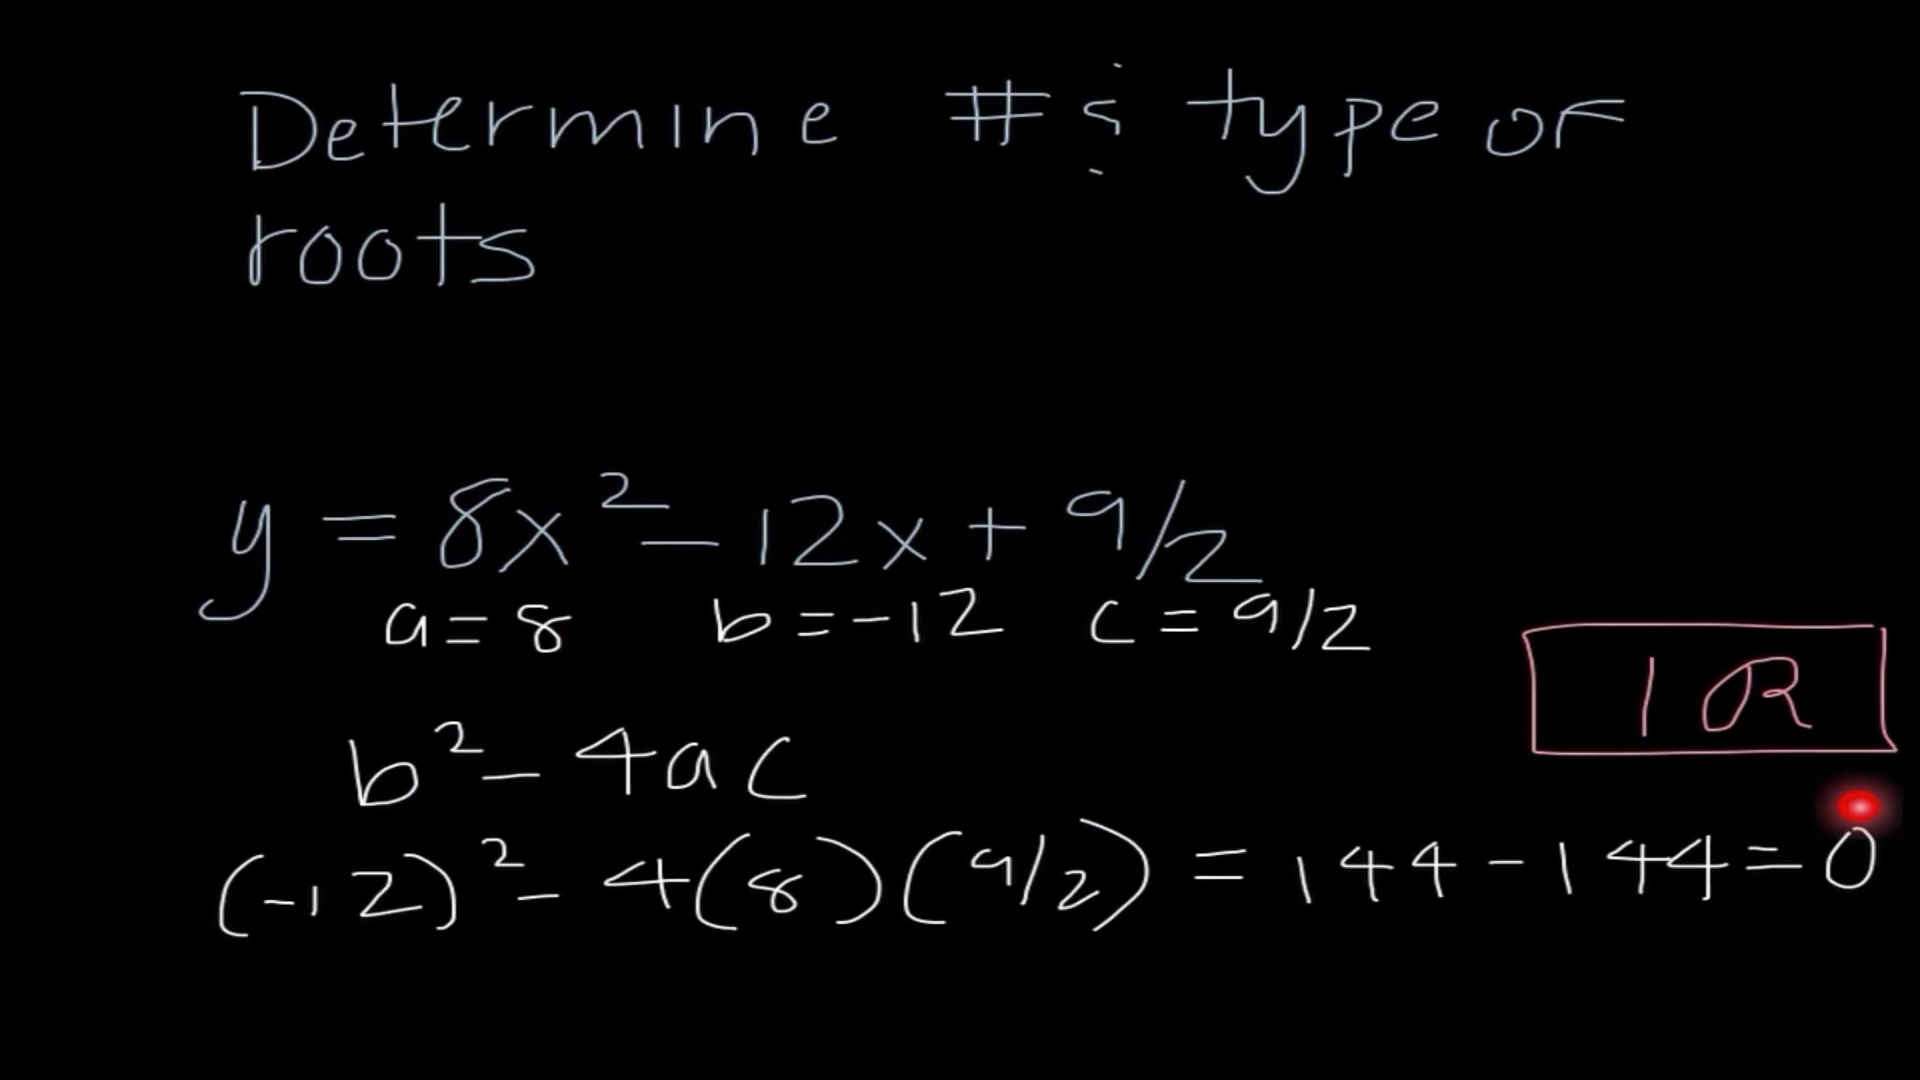 Determine # & type of
roots
y = 8x² - 12x + 9/2
a = 8 b = -12 c = 9/2
1 R
b² - 4ac
(-12)² - 4(8)(9/2) = 144 - 144 = 0